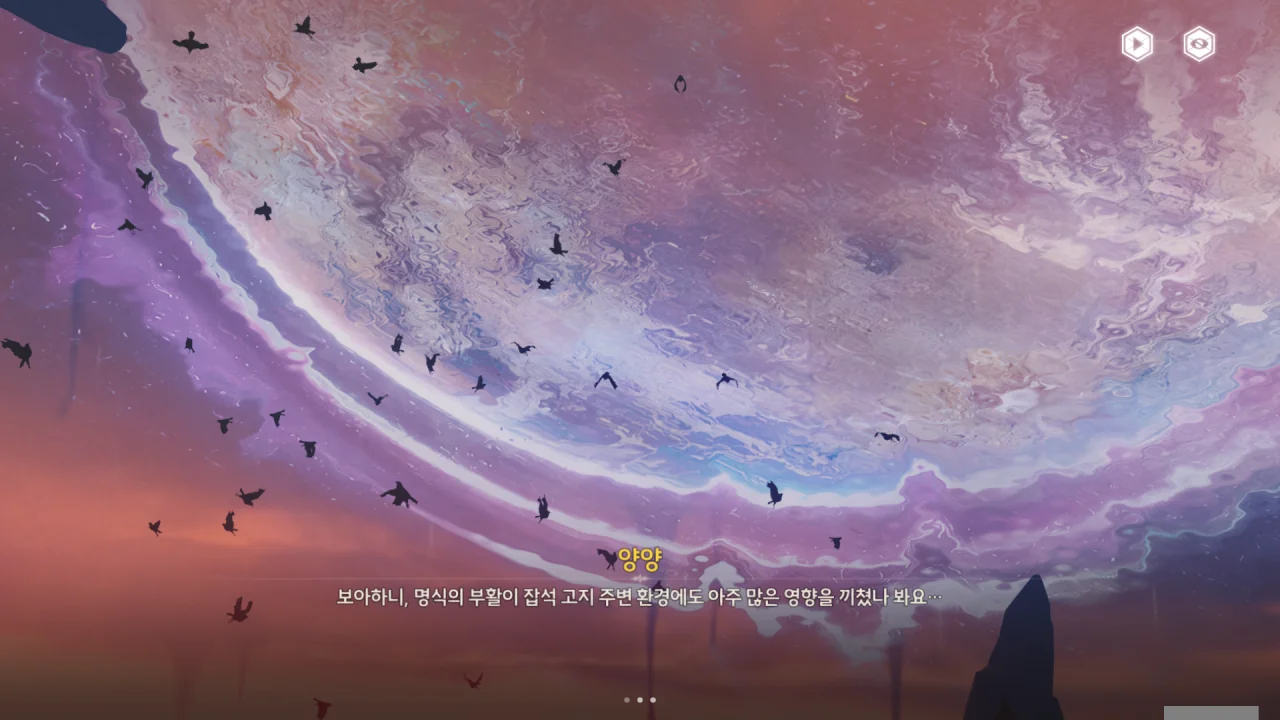 양양
보아하니, 명식의 부활이 잡석 고지 주변 환경에도 아주 많은 영향을 끼쳤나 봐요…